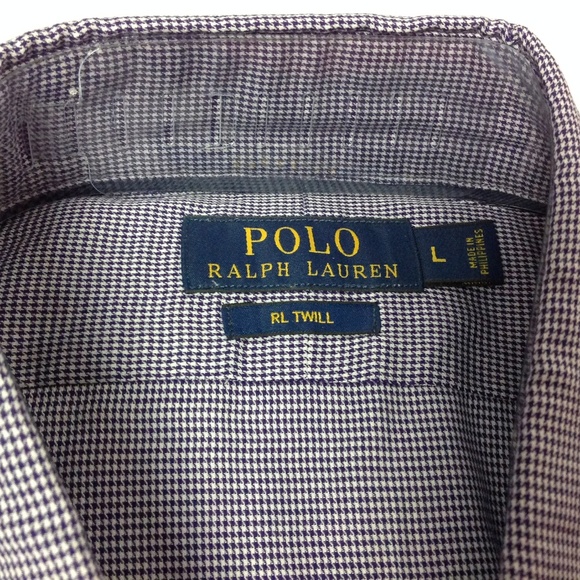 POLO
RALPH LAUREN
L
MADE IN
PHILIPPINES
RL TWILL